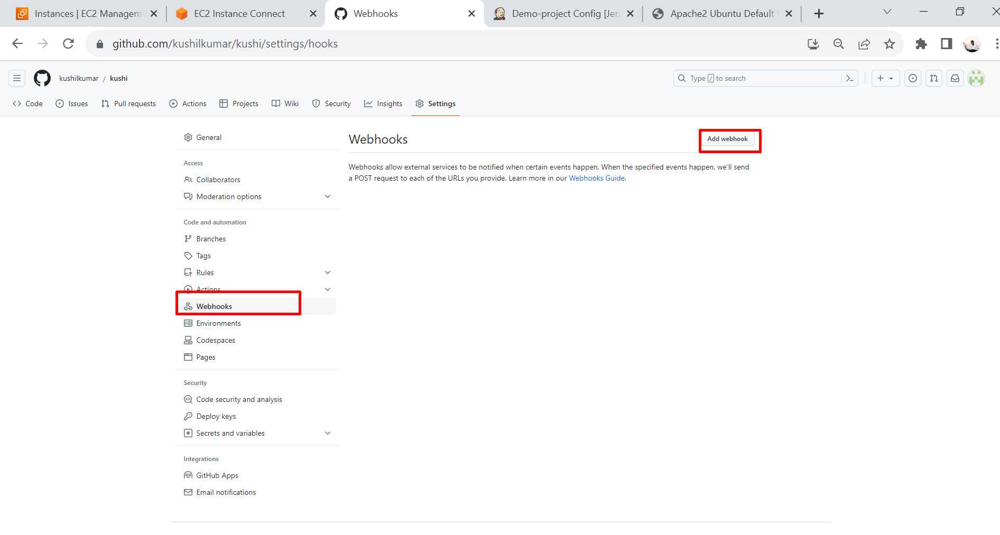 Instances | EC2 Managem
EC2 Instance Connect
Webhooks
Demo-project Config [Jen
Apache2 Ubuntu Default
github.com/kushilkumar/kushi/settings/hooks
kushilkumar / kushi
Type / to search
Code
Issues
Pull requests
Actions
Projects
Wiki
Security
Insights
Settings
General
Access
Collaborators
Moderation options
Code and automation
Branches
Tags
Rules
Actions
Webhooks
Environments
Codespaces
Pages
Security
Code security and analysis
Deploy keys
Secrets and variables
Integrations
GitHub Apps
Email notifications
Webhooks
Add webhook
Webhooks allow external services to be notified when certain events happen. When the specified events happen, we’ll send
a POST request to each of the URLs you provide. Learn more in our Webhooks Guide.